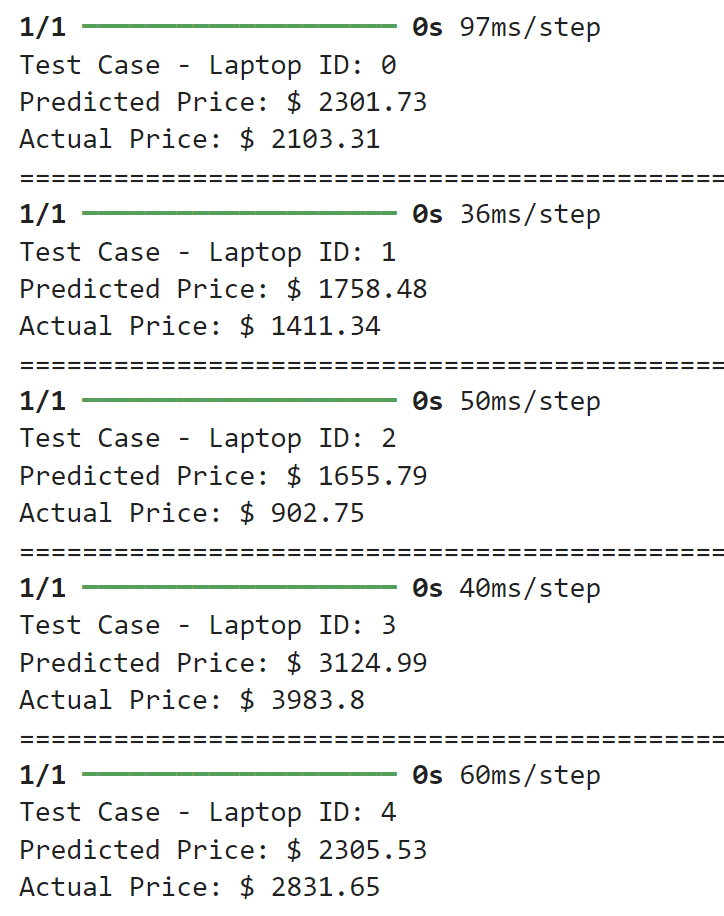 1/1 ━━━━━━━━━━━━━━━━━━━━ 0s 97ms/step
Test Case - Laptop ID: 0
Predicted Price: $ 2301.73
Actual Price: $ 2103.31
=============================================
1/1 ━━━━━━━━━━━━━━━━━━━━ 0s 36ms/step
Test Case - Laptop ID: 1
Predicted Price: $ 1758.48
Actual Price: $ 1411.34
=============================================
1/1 ━━━━━━━━━━━━━━━━━━━━ 0s 50ms/step
Test Case - Laptop ID: 2
Predicted Price: $ 1655.79
Actual Price: $ 902.75
=============================================
1/1 ━━━━━━━━━━━━━━━━━━━━ 0s 40ms/step
Test Case - Laptop ID: 3
Predicted Price: $ 3124.99
Actual Price: $ 3983.8
=============================================
1/1 ━━━━━━━━━━━━━━━━━━━━ 0s 60ms/step
Test Case - Laptop ID: 4
Predicted Price: $ 2305.53
Actual Price: $ 2831.65